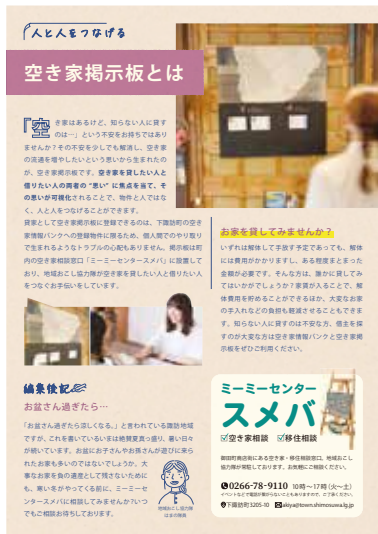 人と人をつなげる
空き家掲示板とは
『空き家はあるけど、知らない人に貸す
のは…』という不安をお持ちではあり
ませんか？その不安を少しでも解消し、空き家
の流通を増やしたいという思いから生まれたの
が、空き家掲示板です。空き家を貸したい人と
借りたい人の両者の“思い”に焦点を当て、そ
の思いが可視化されることで、物件と人ではな
く、人と人をつなげることができます。
貸家として空き家掲示板に登録できるのは、下諏訪町の空き
家情報バンクへの登録物件に限るため、個人間でのやり取り
で生まれるようなトラブルの心配もありません。掲示板は町
内の空き家相談窓口「ミーミーセンタースメバ」に設置して
おり、地域おこし協力隊が空き家を貸したい人と借りたい人
をつなぐお手伝いをしています。
お家を貸してみませんか？
いずれは解体して手放す予定であっても、解体
には費用がかかりますし、ある程度まとまった
金額が必要です。そんな方は、誰かに貸してみ
てはいかがでしょうか？家賃が入ることで、解
体費用を貯めることができるほか、大変なお家
の手入れなどの負担も軽減させることもできま
す。知らない人に貸すのは不安な方、借主を探
すのが大変な方は空き家情報バンクと空き家掲
示板をぜひご利用ください。
編集後記
お盆さん過ぎたら…
「お盆さん過ぎたら涼しくなる。」と言われている諏訪地域
ですが、これを書いているいまは絶賛夏真っ盛り、暑い日々
が続いています。お盆にお子さんやお孫さんが遊びに来ら
れたお家も多いのではないでしょうか。大
事なお家を負の遺産として残さないために
も、寒い冬がやってくる前に、ミーミーセ
ンタースメバに相談してみませんか？いつ
でもご相談お待ちしております。
地域おこし協力隊
ミーミーセンター
スメバ
☑空き家相談 ☑移住相談
御田町商店街にある空き家・移住相談窓口。地域おこし
協力隊が常駐しております。お気軽にご相談ください。
0266-78-9110 10時～17時（火～土）
イベントなどで電話が繋がらないこともありますので、ご了承ください。
下諏訪町3205-10 akiya@town.shimosuwa.lg.jp